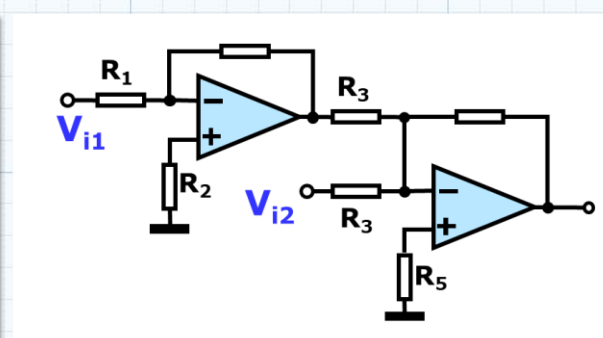 R₁
R₃
−
Vᵢ₁
+
R₂
Vᵢ₂
−
R₃
+
R₅